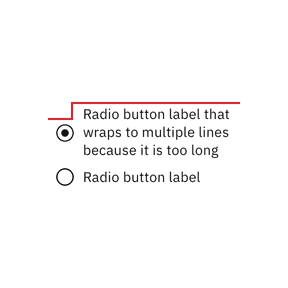 Radio button label that
wraps to multiple lines
because it is too long
Radio button label